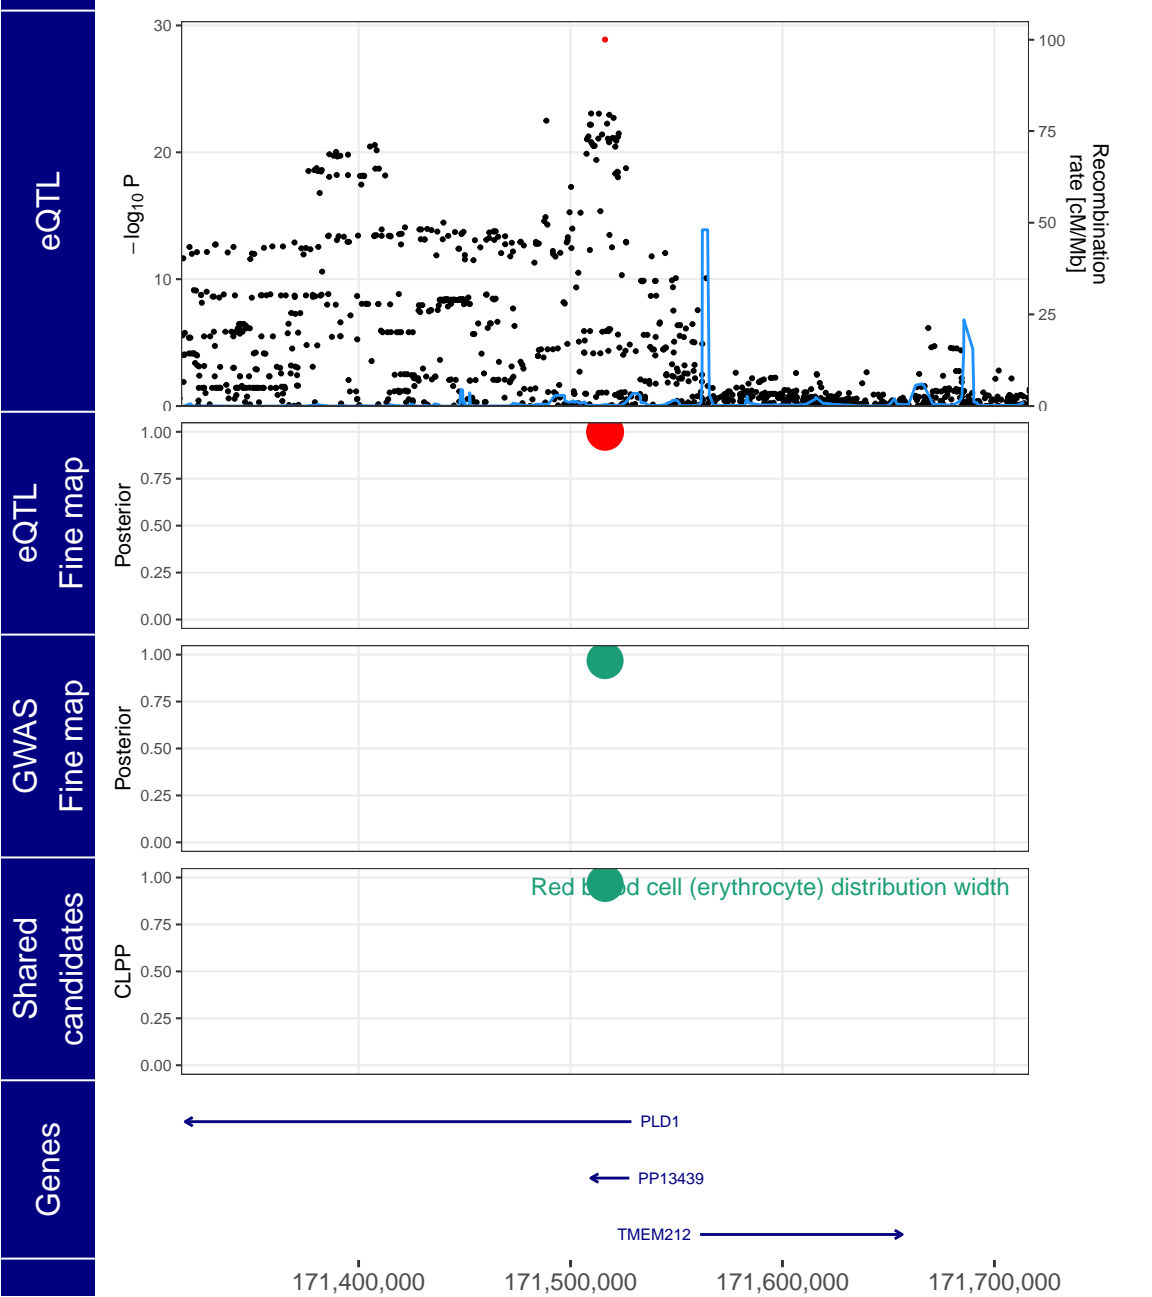 eQTL
30
20
10
0
−log10 P
100
75
50
25
0
Recombination
rate [cM/Mb]
eQTL
Fine map
Posterior
1.00
0.75
0.50
0.25
0.00
GWAS
Fine map
Posterior
1.00
0.75
0.50
0.25
0.00
Shared
candidates
CLPP
1.00
0.75
0.50
0.25
0.00
Red blood cell (erythrocyte) distribution width
Genes
PLD1
PP13439
TMEM212
171,400,000
171,500,000
171,600,000
171,700,000